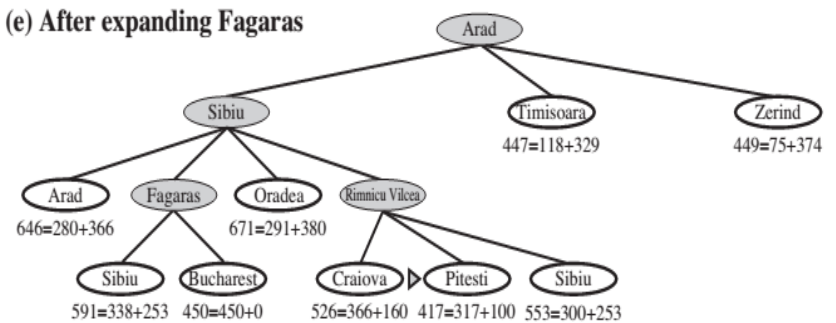 (e) After expanding Fagaras
Arad
Sibiu
Timisoara
Zerind
447=118+329
449=75+374
Arad
Fagaras
Oradea
Rimnicu Vilcea
646=280+366
671=291+380
Sibiu
Bucharest
Craiova
Pitesti
Sibiu
591=338+253
450=450+0
526=366+160
417=317+100
553=300+253